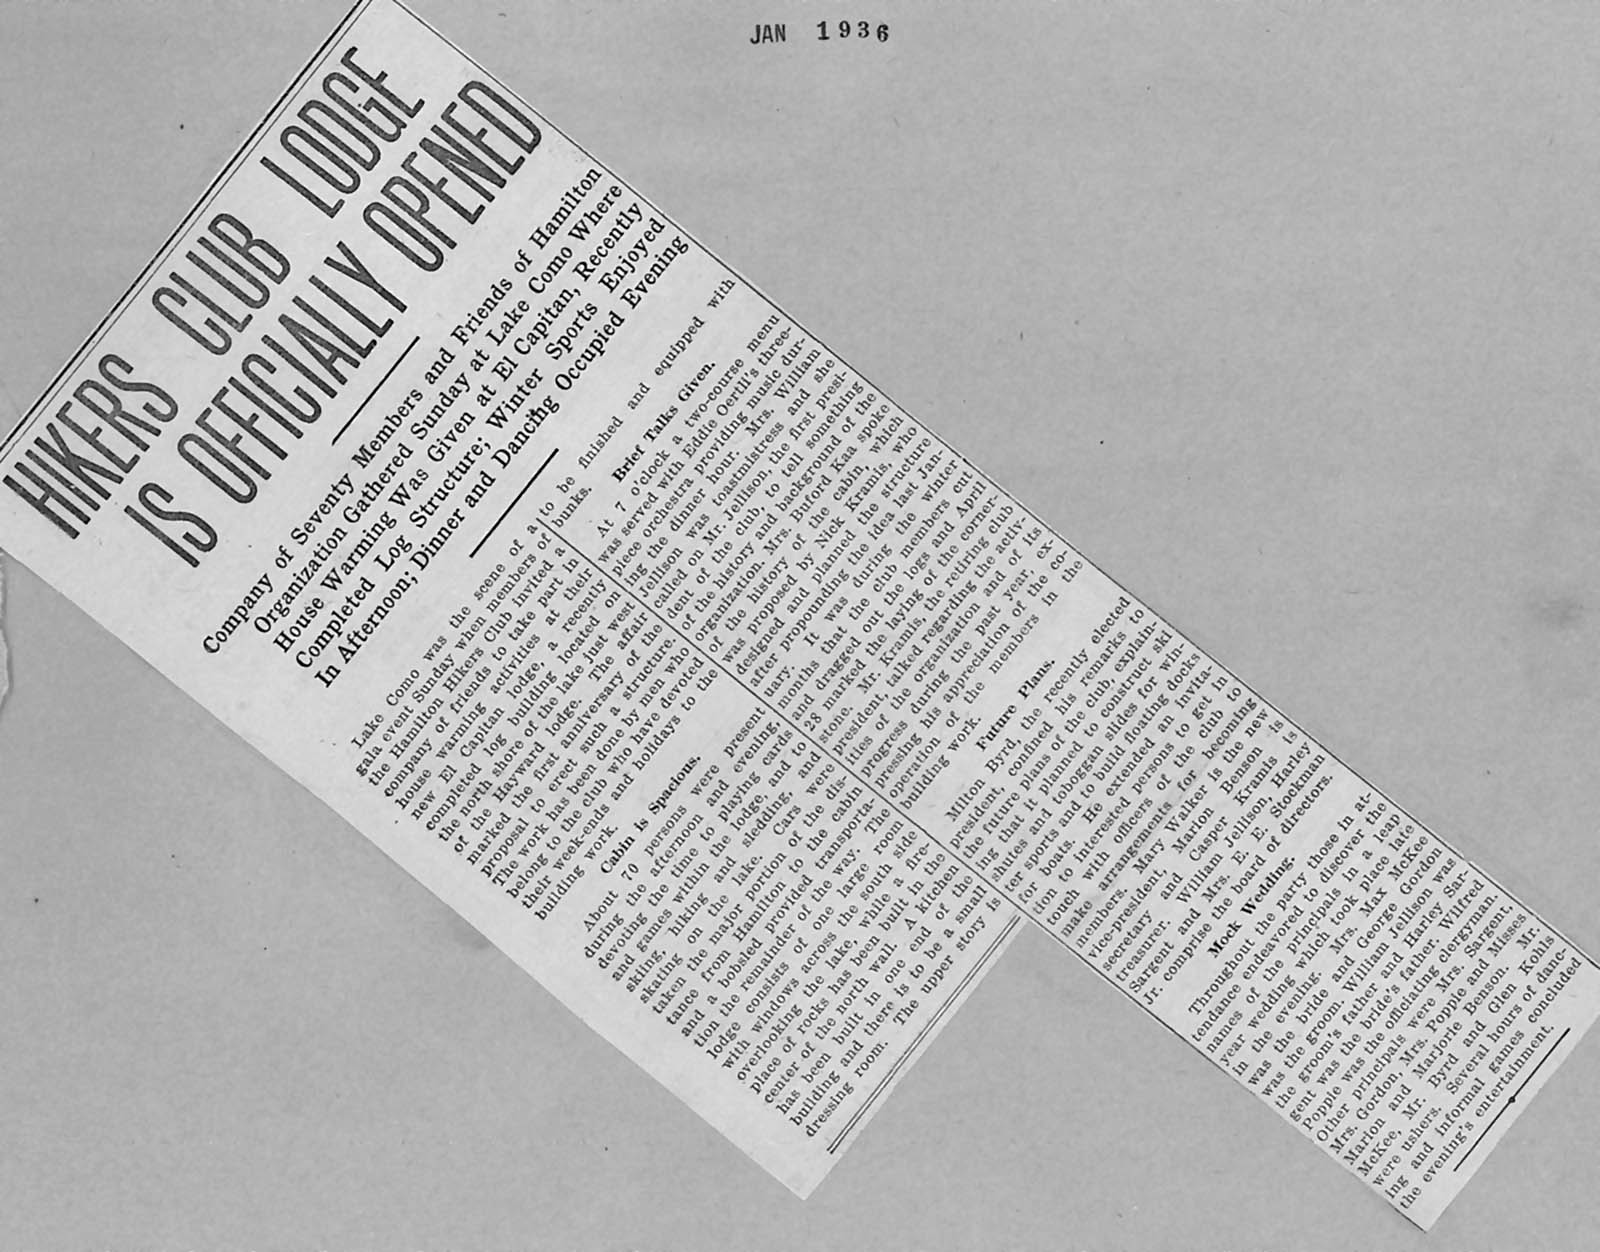 JAN 1936
HIKERS CLUB LODGE
IS OFFICIALLY OPENED
Company of Seventy Members and Friends of Hamilton
Organization Gathered Sunday at Lake Como Where
House Warming Was Given at El Capitan, Recently
Completed Log Structure; Winter Sports Enjoyed
In Afternoon; Dinner and Dancing Occupied Evening
Lake Como was the scene of a
gala event Sunday when members of
the Hamilton Hikers Club invited a
company of friends to take part in
house warming activities at their
new El Capitan lodge, a recently
completed log building located on
the north shore of the lake just west
of the Hayward lodge. The affair
marked the first anniversary of the
proposal to erect such a structure.
The work has been done by men who
belong to the club who have devoted
their week-ends and holidays to the
building work.
Cabin is Spacious.
About 70 persons were present
during the afternoon and evening,
devoting the time to playing cards
and games within the lodge, and to
skiing, hiking and sledding, and
skating on the lake. Cars were
taken the major portion of the dis-
tance from Hamilton to the cabin
and a bobsled provided transporta-
tion the remainder of the way. The
lodge consists of one large room
with windows across the south side
overlooking the lake, while a fire-
place of rocks has been built in the
center of the north wall. A kitchen
has been built in one end of the
building and there is to be a small
dressing room. The upper story is
to be finished and equipped with
bunks.
Brief Talks Given.
At 7 o'clock a two-course menu
was served with Eddie Oertli's three-
piece orchestra providing music dur-
ing the dinner hour. Mrs. William
Jellison was toastmistress and she
called on Mr. Jellison, the first presi-
dent of the club, to tell something
of the history and background of the
organization. Mrs. Buford Kaa spoke
of the history of the cabin, which
was proposed by Nick Kramis, who
designed and planned the structure
after propounding the idea last Jan-
uary. It was during the winter
months that the club members cut
and dragged out the logs and April
28 marked the laying of the corner-
stone. Mr. Kramis, the retiring club
president, talked regarding the activ-
ities of the organization and of its
progress during the past year, ex-
pressing his appreciation of the co-
operation of the members in the
building work.
Future Plans.
Milton Byrd, the recently elected
president, confined his remarks to
the future plans of the club, explain-
ing that it planned to construct ski
shutes and toboggan slides for win-
ter sports and to build floating docks
for boats. He extended an invita-
tion to interested persons to get in
touch with officers of the club to
make arrangements for becoming
members. Mary Walker is the new
vice-president, Marion Benson is
secretary and Casper Kramis is
treasurer. William Jellison, Harley
Sargent and Mrs. E. E. Stockman
Jr. comprise the board of directors.
Mock Wedding.
Throughout the party those in at-
tendance endeavored to discover the
names of the principals in a leap
year wedding which took place late
in the evening. Mrs. Max McKee
was the bride and George Gordon
was the groom. William Jellison was
the groom's father and Harley Sar-
gent was the bride's father. Wilfred
Popple was the officiating clergyman.
Other principals were Mrs. Sargent,
Mrs. Gordon, Mrs. Popple and Misses
Marion and Marjorie Benson. Mr.
McKee, Mr. Byrd and Glen Kohls
were ushers. Several hours of danc-
ing and informal games concluded
the evening's entertainment.